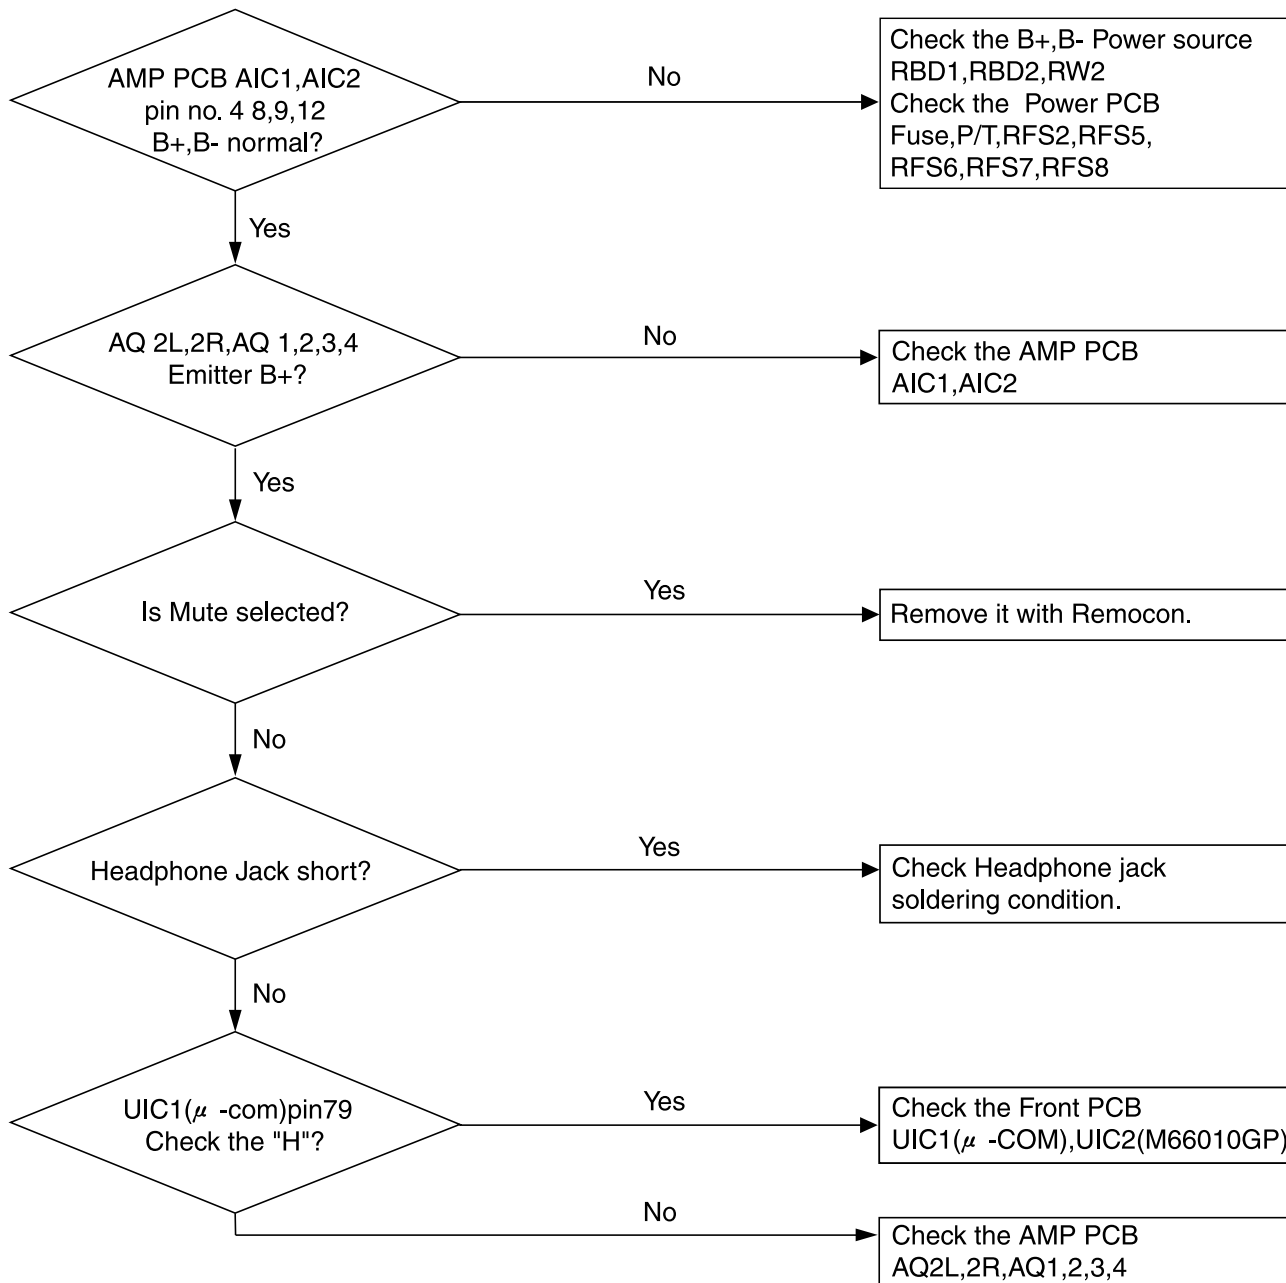 AMP PCB AIC1,AIC2
pin no. 4 8,9,12
B+,B- normal?
No
Check the B+,B- Power source
RBD1,RBD2,RW2
Check the Power PCB
Fuse,P/T,RFS2,RFS5,
RFS6,RFS7,RFS8
Yes
AQ 2L,2R,AQ 1,2,3,4
Emitter B+?
No
Check the AMP PCB
AIC1,AIC2
Yes
Is Mute selected?
Yes
Remove it with Remocon.
No
Headphone Jack short?
Yes
Check Headphone jack
soldering condition.
No
UIC1(μ -com)pin79
Check the "H"?
Yes
Check the Front PCB
UIC1(μ -COM),UIC2(M66010GP)
No
Check the AMP PCB
AQ2L,2R,AQ1,2,3,4